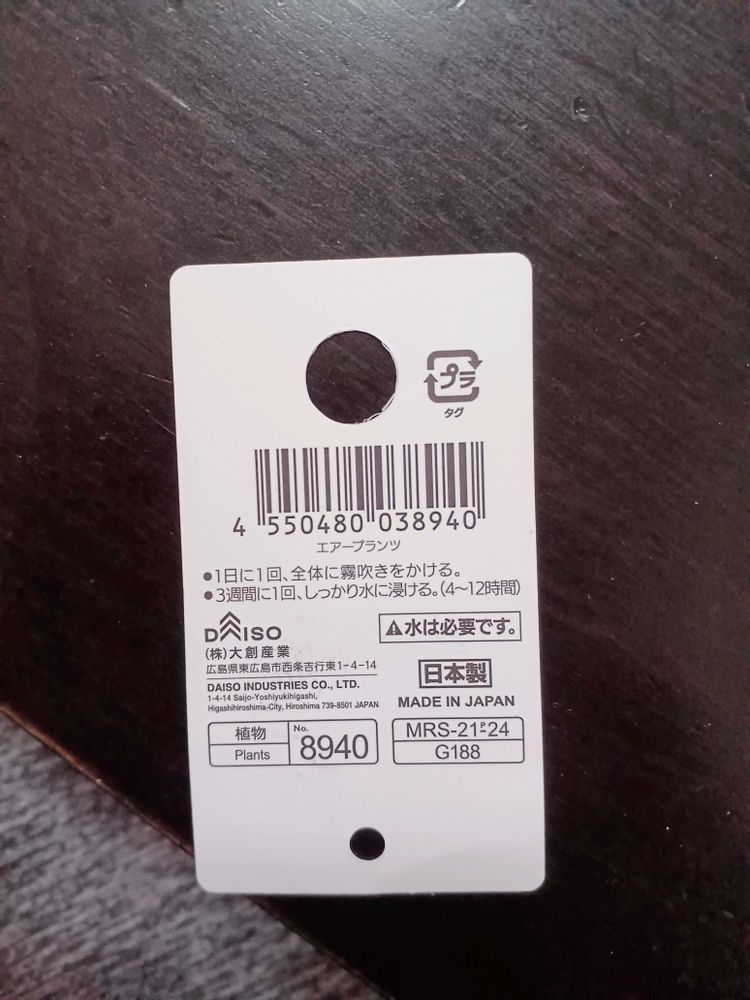 プラ
タグ
4 550480 038940
エアープランツ
●1日に1回、全体に霧吹きをかける。
●3週間に1回、しっかり水に浸ける。(4～12時間)
DAISO
⚠水は必要です。
(株)大創産業
広島県東広島市西条吉行東1-4-14
日本製
DAISO INDUSTRIES CO., LTD.
1-4-14 Saijo-Yoshiyukihigashi,
Higashihiroshima-City, Hiroshima 739-8501 JAPAN
MADE IN JAPAN
植物 No. 8940
Plants
MRS-21P-24
G188